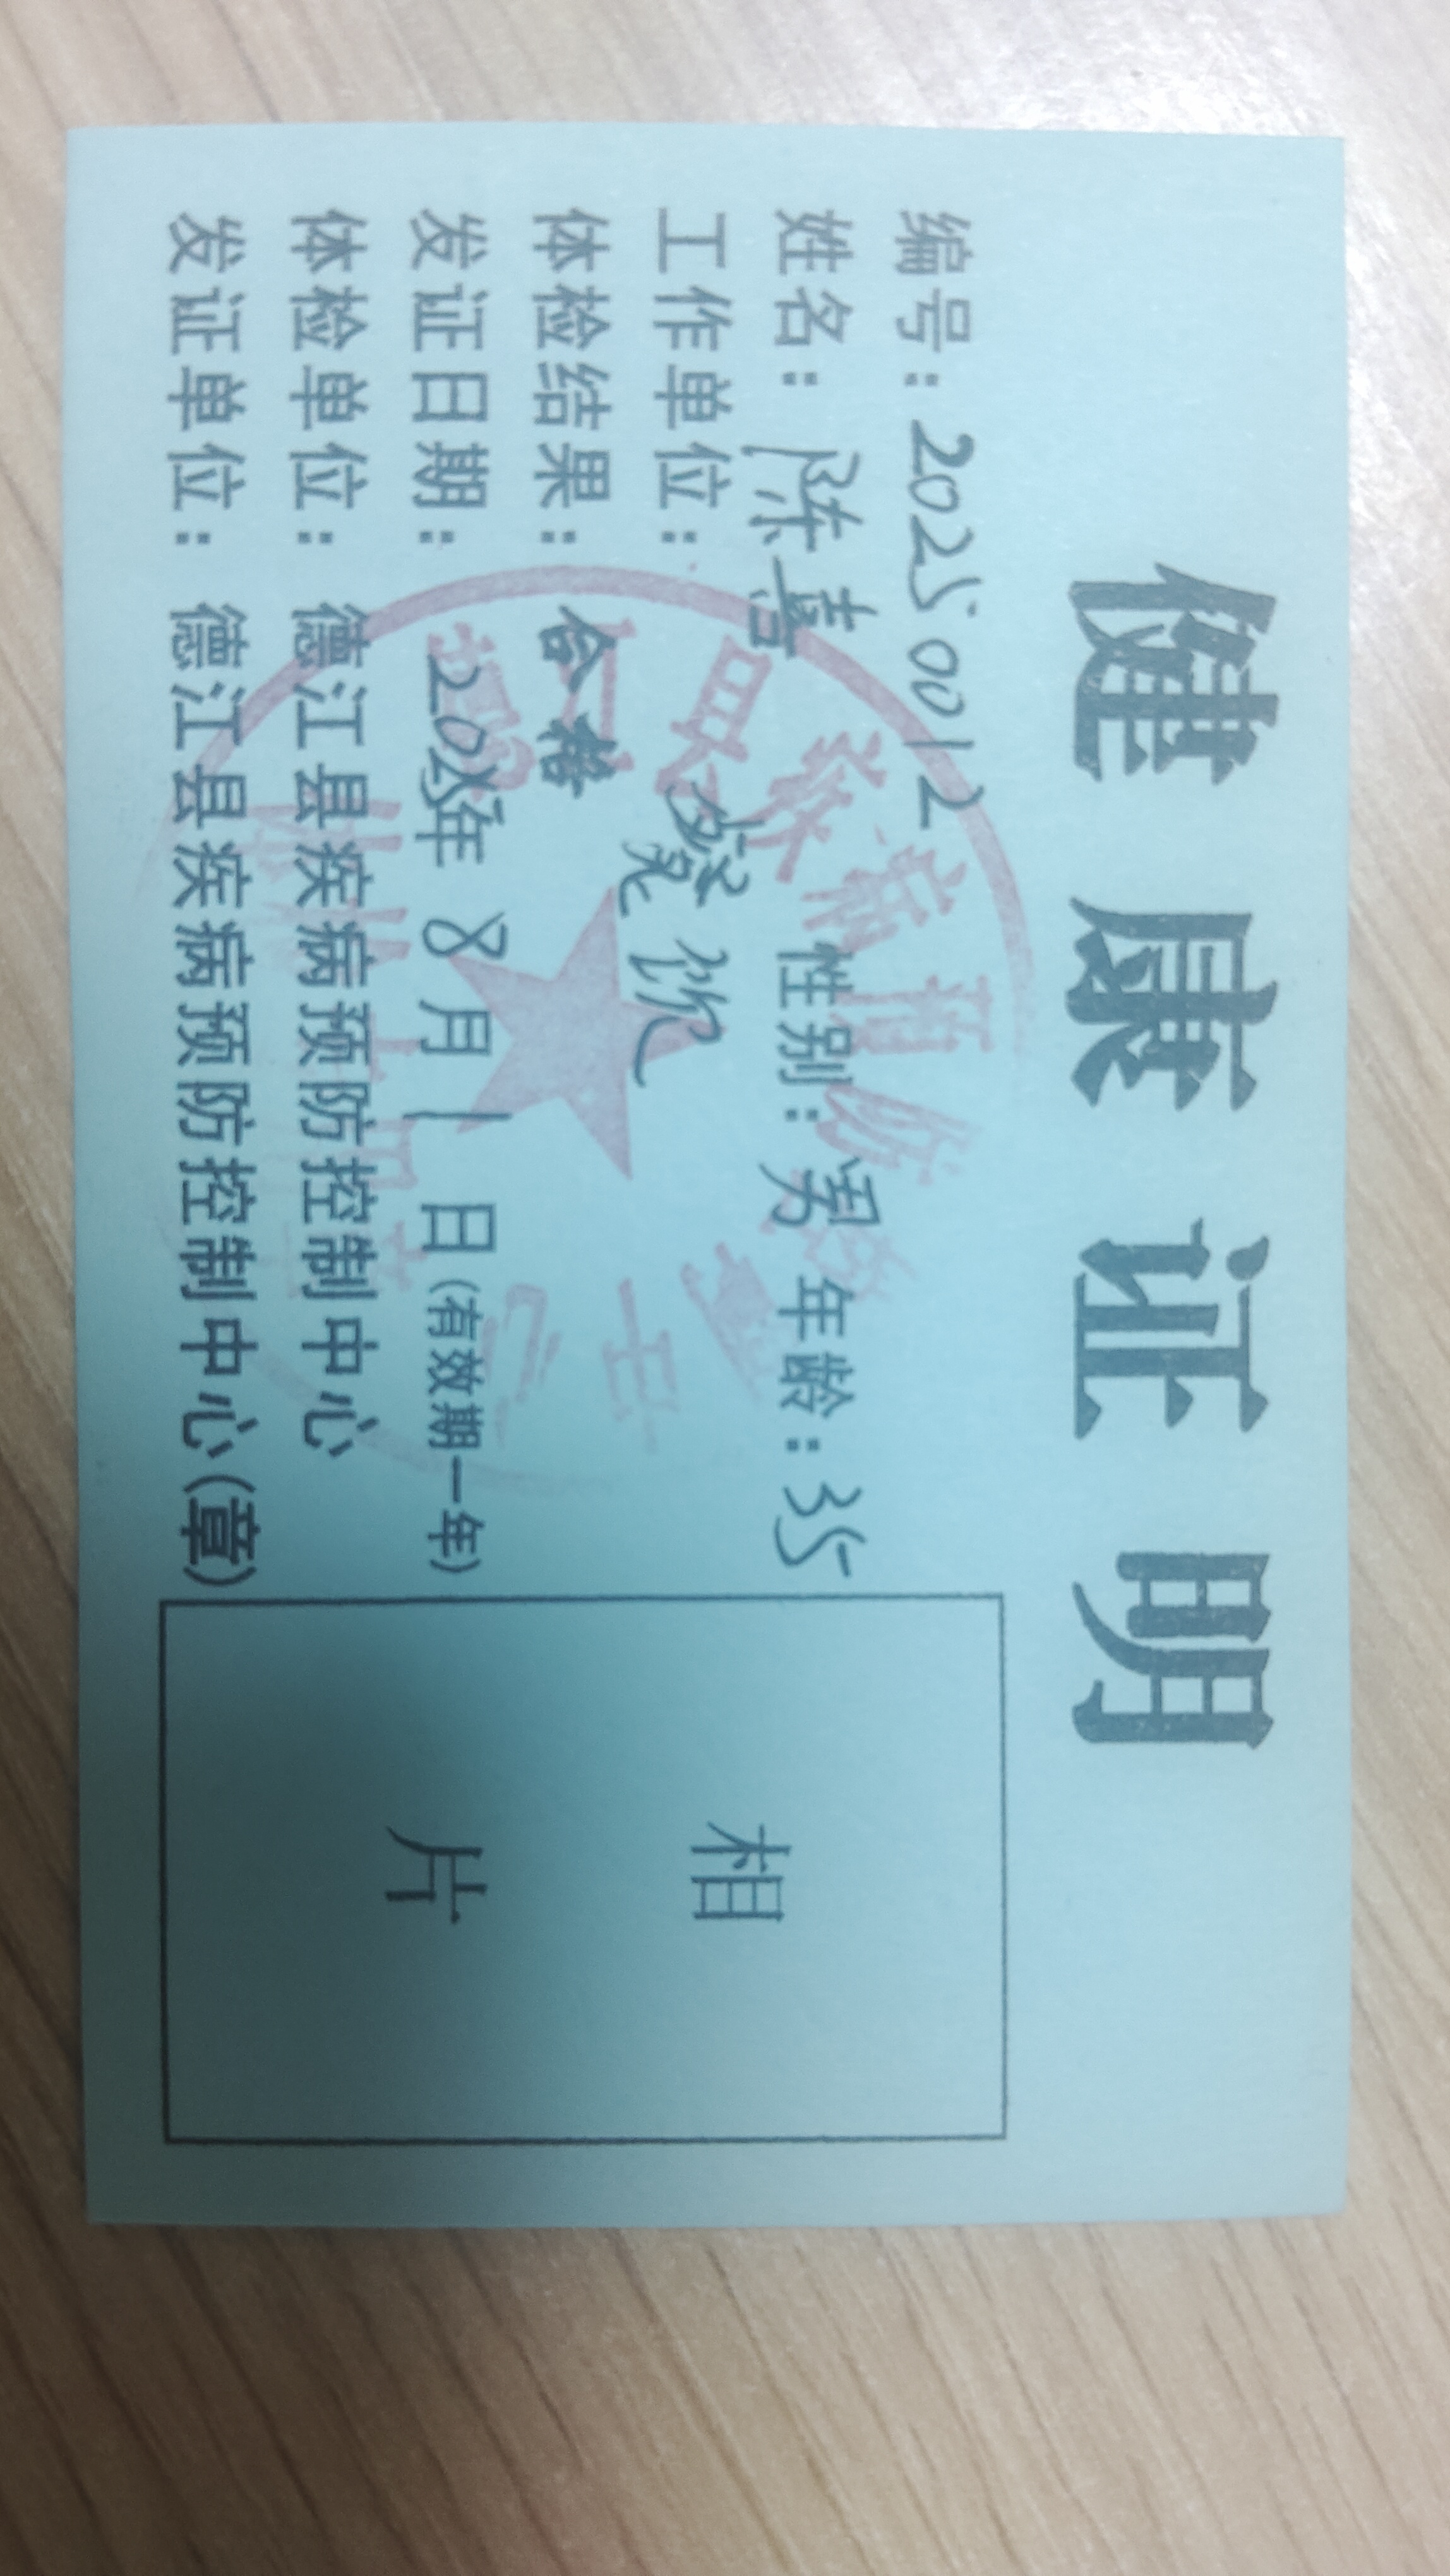 健康证明
编号：20250012
姓名：陈喜 性别：男 年龄：35
工作单位：
体检结果：合格
发证日期：2025年8月1日(有效期一年)
体检单位：德江县疾病预防控制中心
发证单位：德江县疾病预防控制中心(章)
相
片